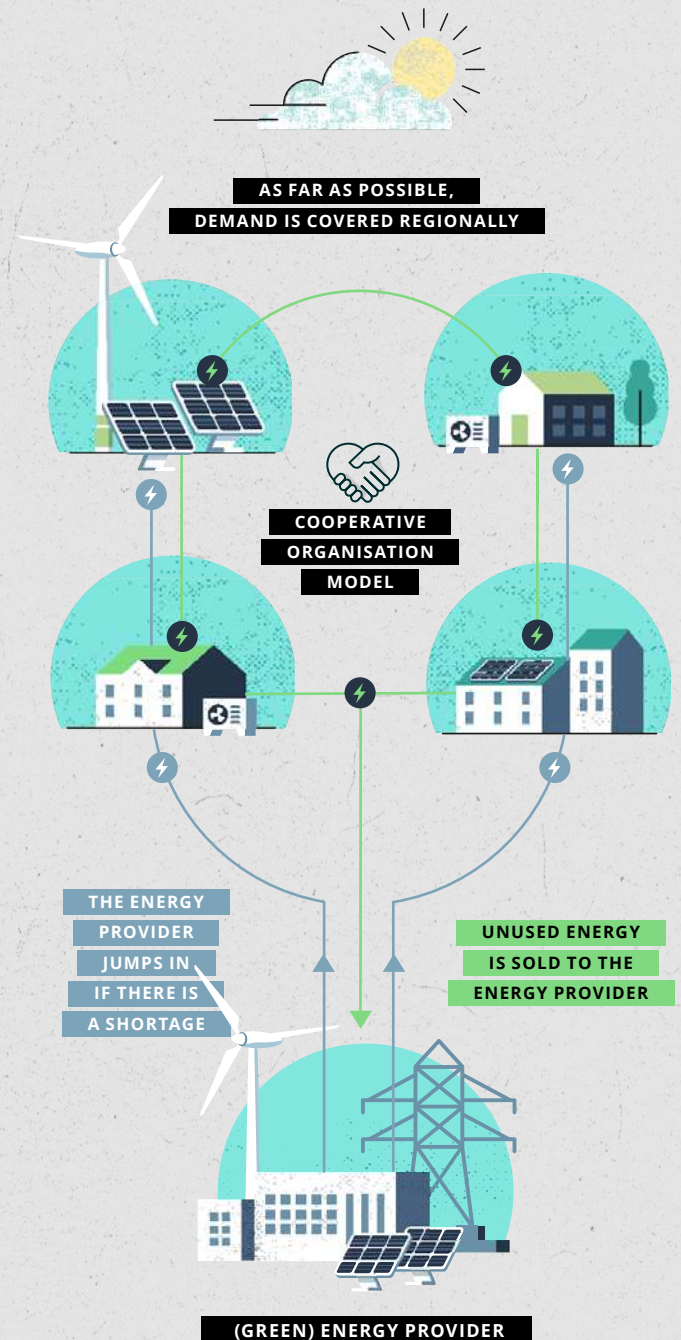 AS FAR AS POSSIBLE,
DEMAND IS COVERED REGIONALLY
COOPERATIVE
ORGANISATION
MODEL
THE ENERGY
PROVIDER
JUMPS IN
IF THERE IS
A SHORTAGE
UNUSED ENERGY
IS SOLD TO THE
ENERGY PROVIDER
(GREEN) ENERGY PROVIDER